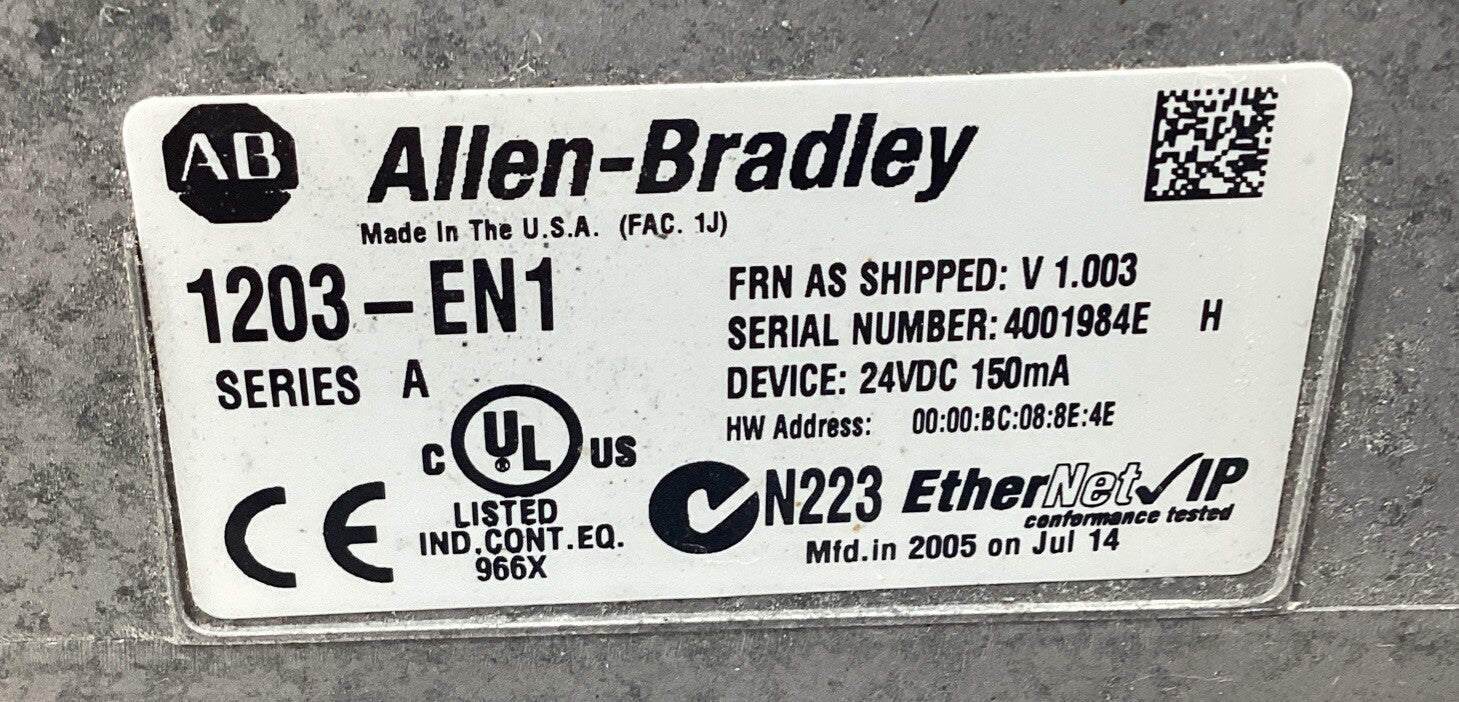 AB Allen-Bradley
Made In The U.S.A. (FAC. 1J)
1203-EN1
SERIES A
FRN AS SHIPPED: V 1.003
SERIAL NUMBER: 4001984E H
DEVICE: 24VDC 150mA
HW Address: 00:00:BC:08:8E:4E
C UL US
LISTED
IND.CONT.EQ.
966X
CE
N223
EtherNet/IP
conformance tested
Mfd.in 2005 on Jul 14